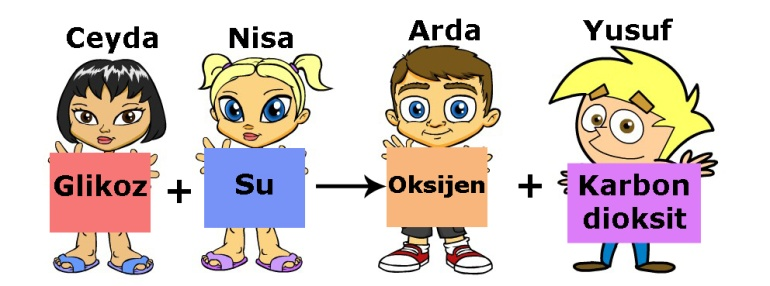 Ceyda Nisa Arda Yusuf
Glikoz + Su → Oksijen + Karbon
dioksit